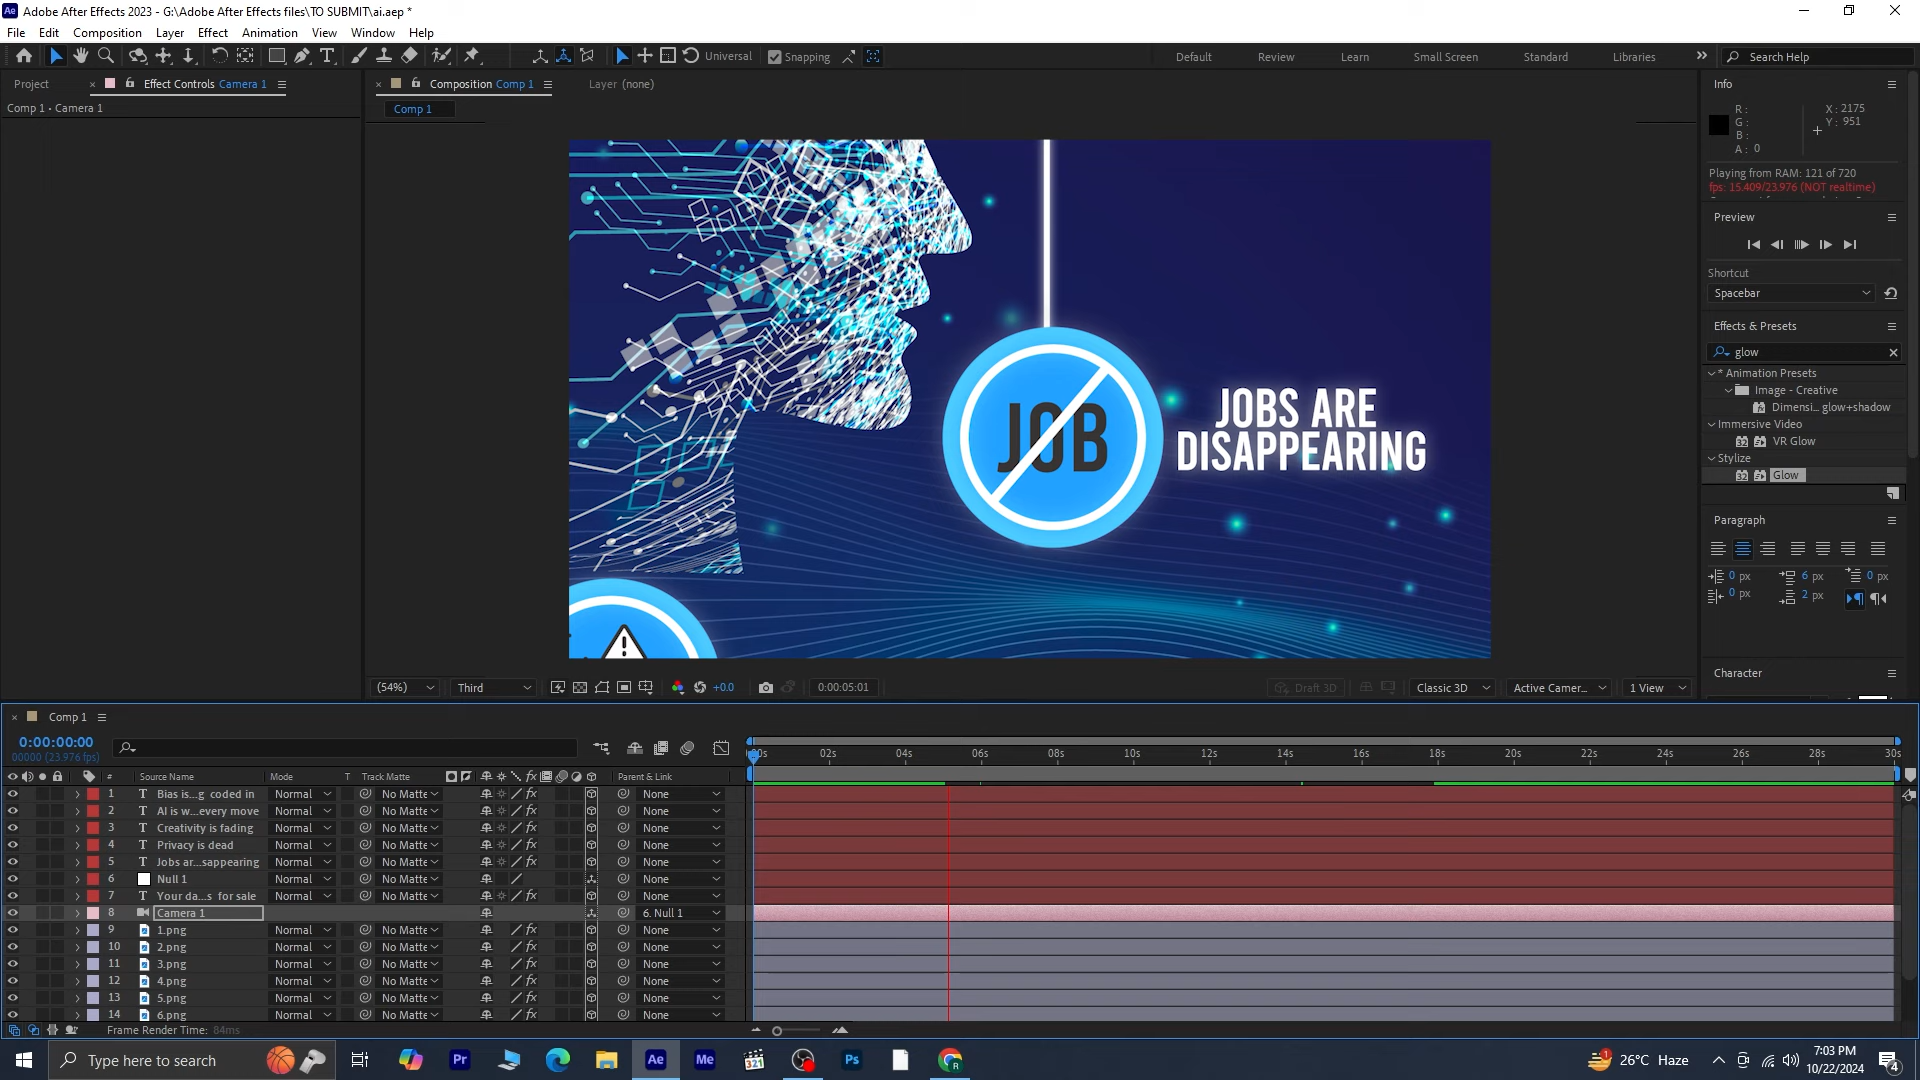 Adobe After Effects 2023 - G:\Adobe After Effects files\TO SUBMIT\ai.aep *
File Edit Composition Layer Effect Animation View Window Help
Universal Snapping Default Review Learn Small Screen Standard Libraries Search Help
Project Effect Controls Camera 1
Comp 1 • Camera 1
Composition Comp 1 Layer (none)
Comp 1
JOB
JOBS ARE
DISAPPEARING
(54%) Third +0.0 0:00:05:01 Draft 3D Classic 3D Active Camer... 1 View
Info
R :
G :
B :
A : 0
X : 2175
Y : 951
Playing from RAM: 121 of 720
fps: 15.409/23.976 (NOT realtime)
Preview
Shortcut
Spacebar
Effects & Presets
glow
* Animation Presets
Image - Creative
Dimensi... glow+shadow
Immersive Video
VR Glow
Stylize
Glow
Paragraph
0 px 6 px 0 px
0 px 2 px
Character
Comp 1
0:00:00:00
00000 (23.976 fps)
:00s 02s 04s 06s 08s 10s 12s 14s 16s 18s 20s 22s 24s 26s 28s 30s
# Source Name Mode T Track Matte Parent & Link
1 T Bias is...g coded in Normal No Matte None
2 T AI is w...every move Normal No Matte None
3 T Creativity is fading Normal No Matte None
4 T Privacy is dead Normal No Matte None
5 T Jobs ar...sappearing Normal No Matte None
6 Null 1 Normal No Matte None
7 T Your da...s for sale Normal No Matte None
8 Camera 1 6. Null 1
9 1.png Normal No Matte None
10 2.png Normal No Matte None
11 3.png Normal No Matte None
12 4.png Normal No Matte None
13 5.png Normal No Matte None
14 6.png Normal No Matte None
Frame Render Time: 84ms
Type here to search
Pr Ae Me 321 Ps
26°C Haze
7:03 PM
10/22/2024
4